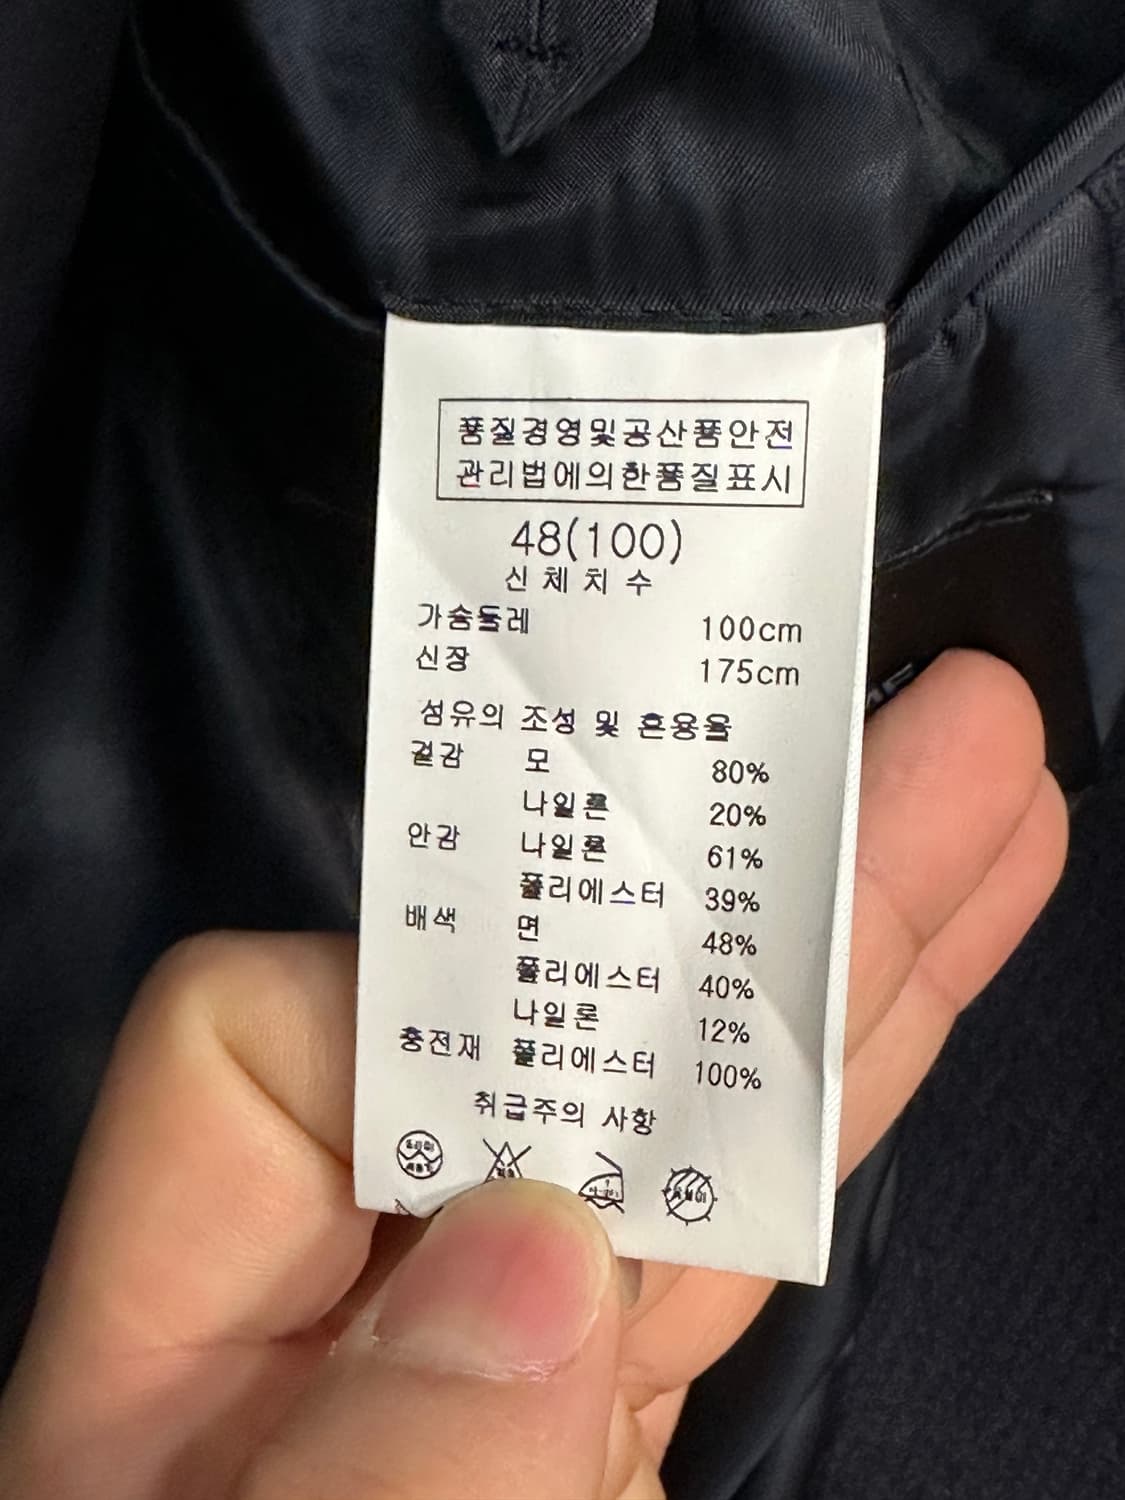 품질경영및공산품안전
관리법에의한품질표시
48(100)
신체치수
가슴둘레 100cm
신장 175cm
섬유의 조성 및 혼용율
겉감 모 80%
나일론 20%
안감 나일론 61%
폴리에스터 39%
배색 면 48%
폴리에스터 40%
나일론 12%
충전재 폴리에스터 100%
취급주의 사항
드라이